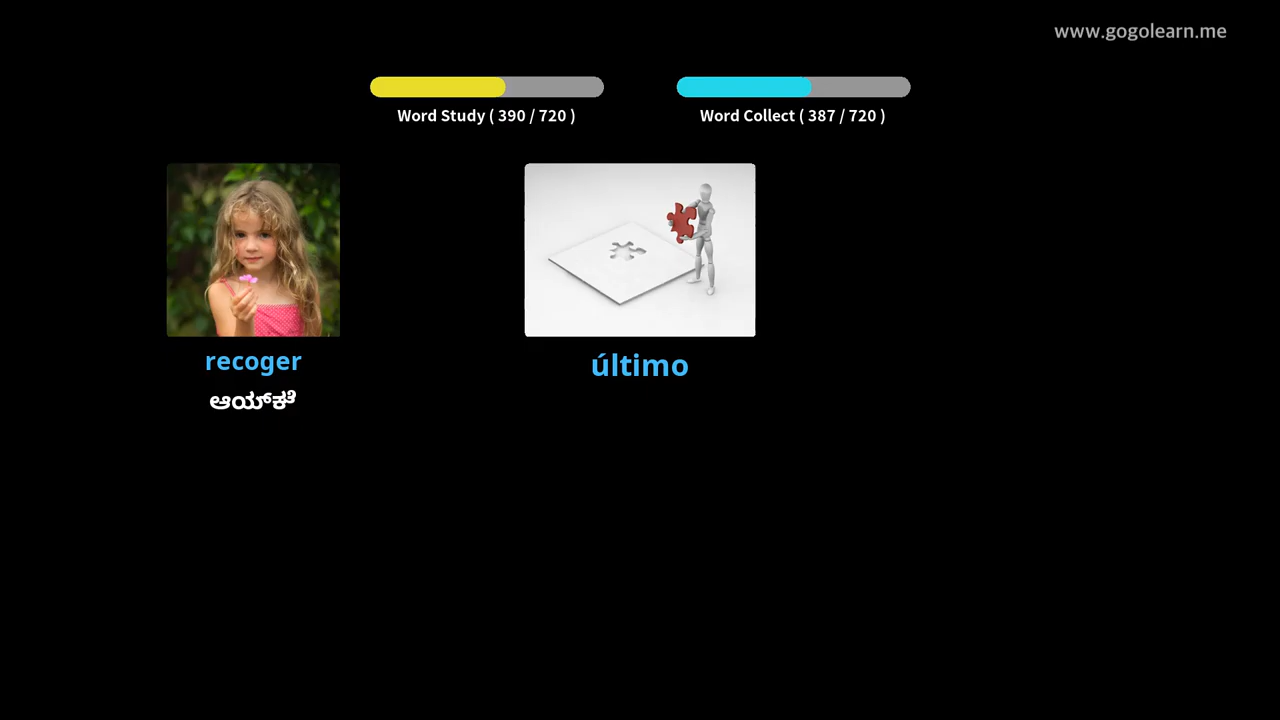 www.gogolearn.me
Word Study ( 390 / 720 )
Word Collect ( 387 / 720 )
recoger
ಆಯ್ಕೆ
último